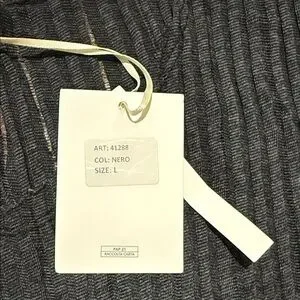 ART: 41288
COL: NERO
SIZE: L
PAP 21
RACCOLTA CARTA